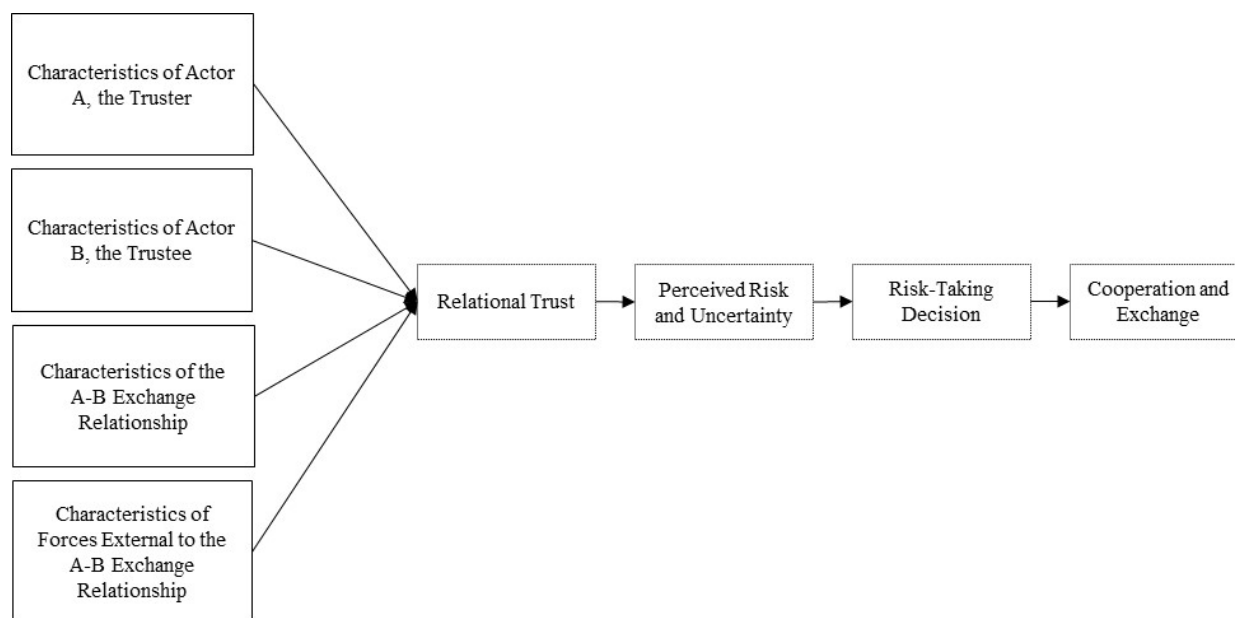 Characteristics of Actor
A, the Truster
Characteristics of Actor
B, the Trustee
Characteristics of the
A-B Exchange
Relationship
Characteristics of
Forces External to the
A-B Exchange
Relationship
Relational Trust
Perceived Risk
and Uncertainty
Risk-Taking
Decision
Cooperation and
Exchange